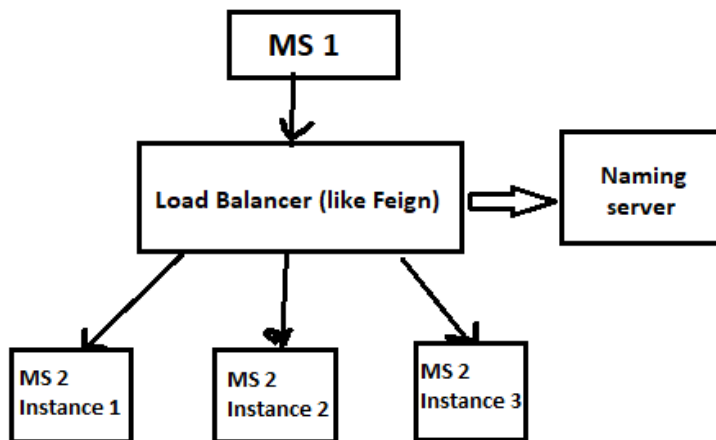 MS 1
Load Balancer (like Feign)
Naming
server
MS 2
Instance 1
MS 2
Instance 2
MS 2
Instance 3